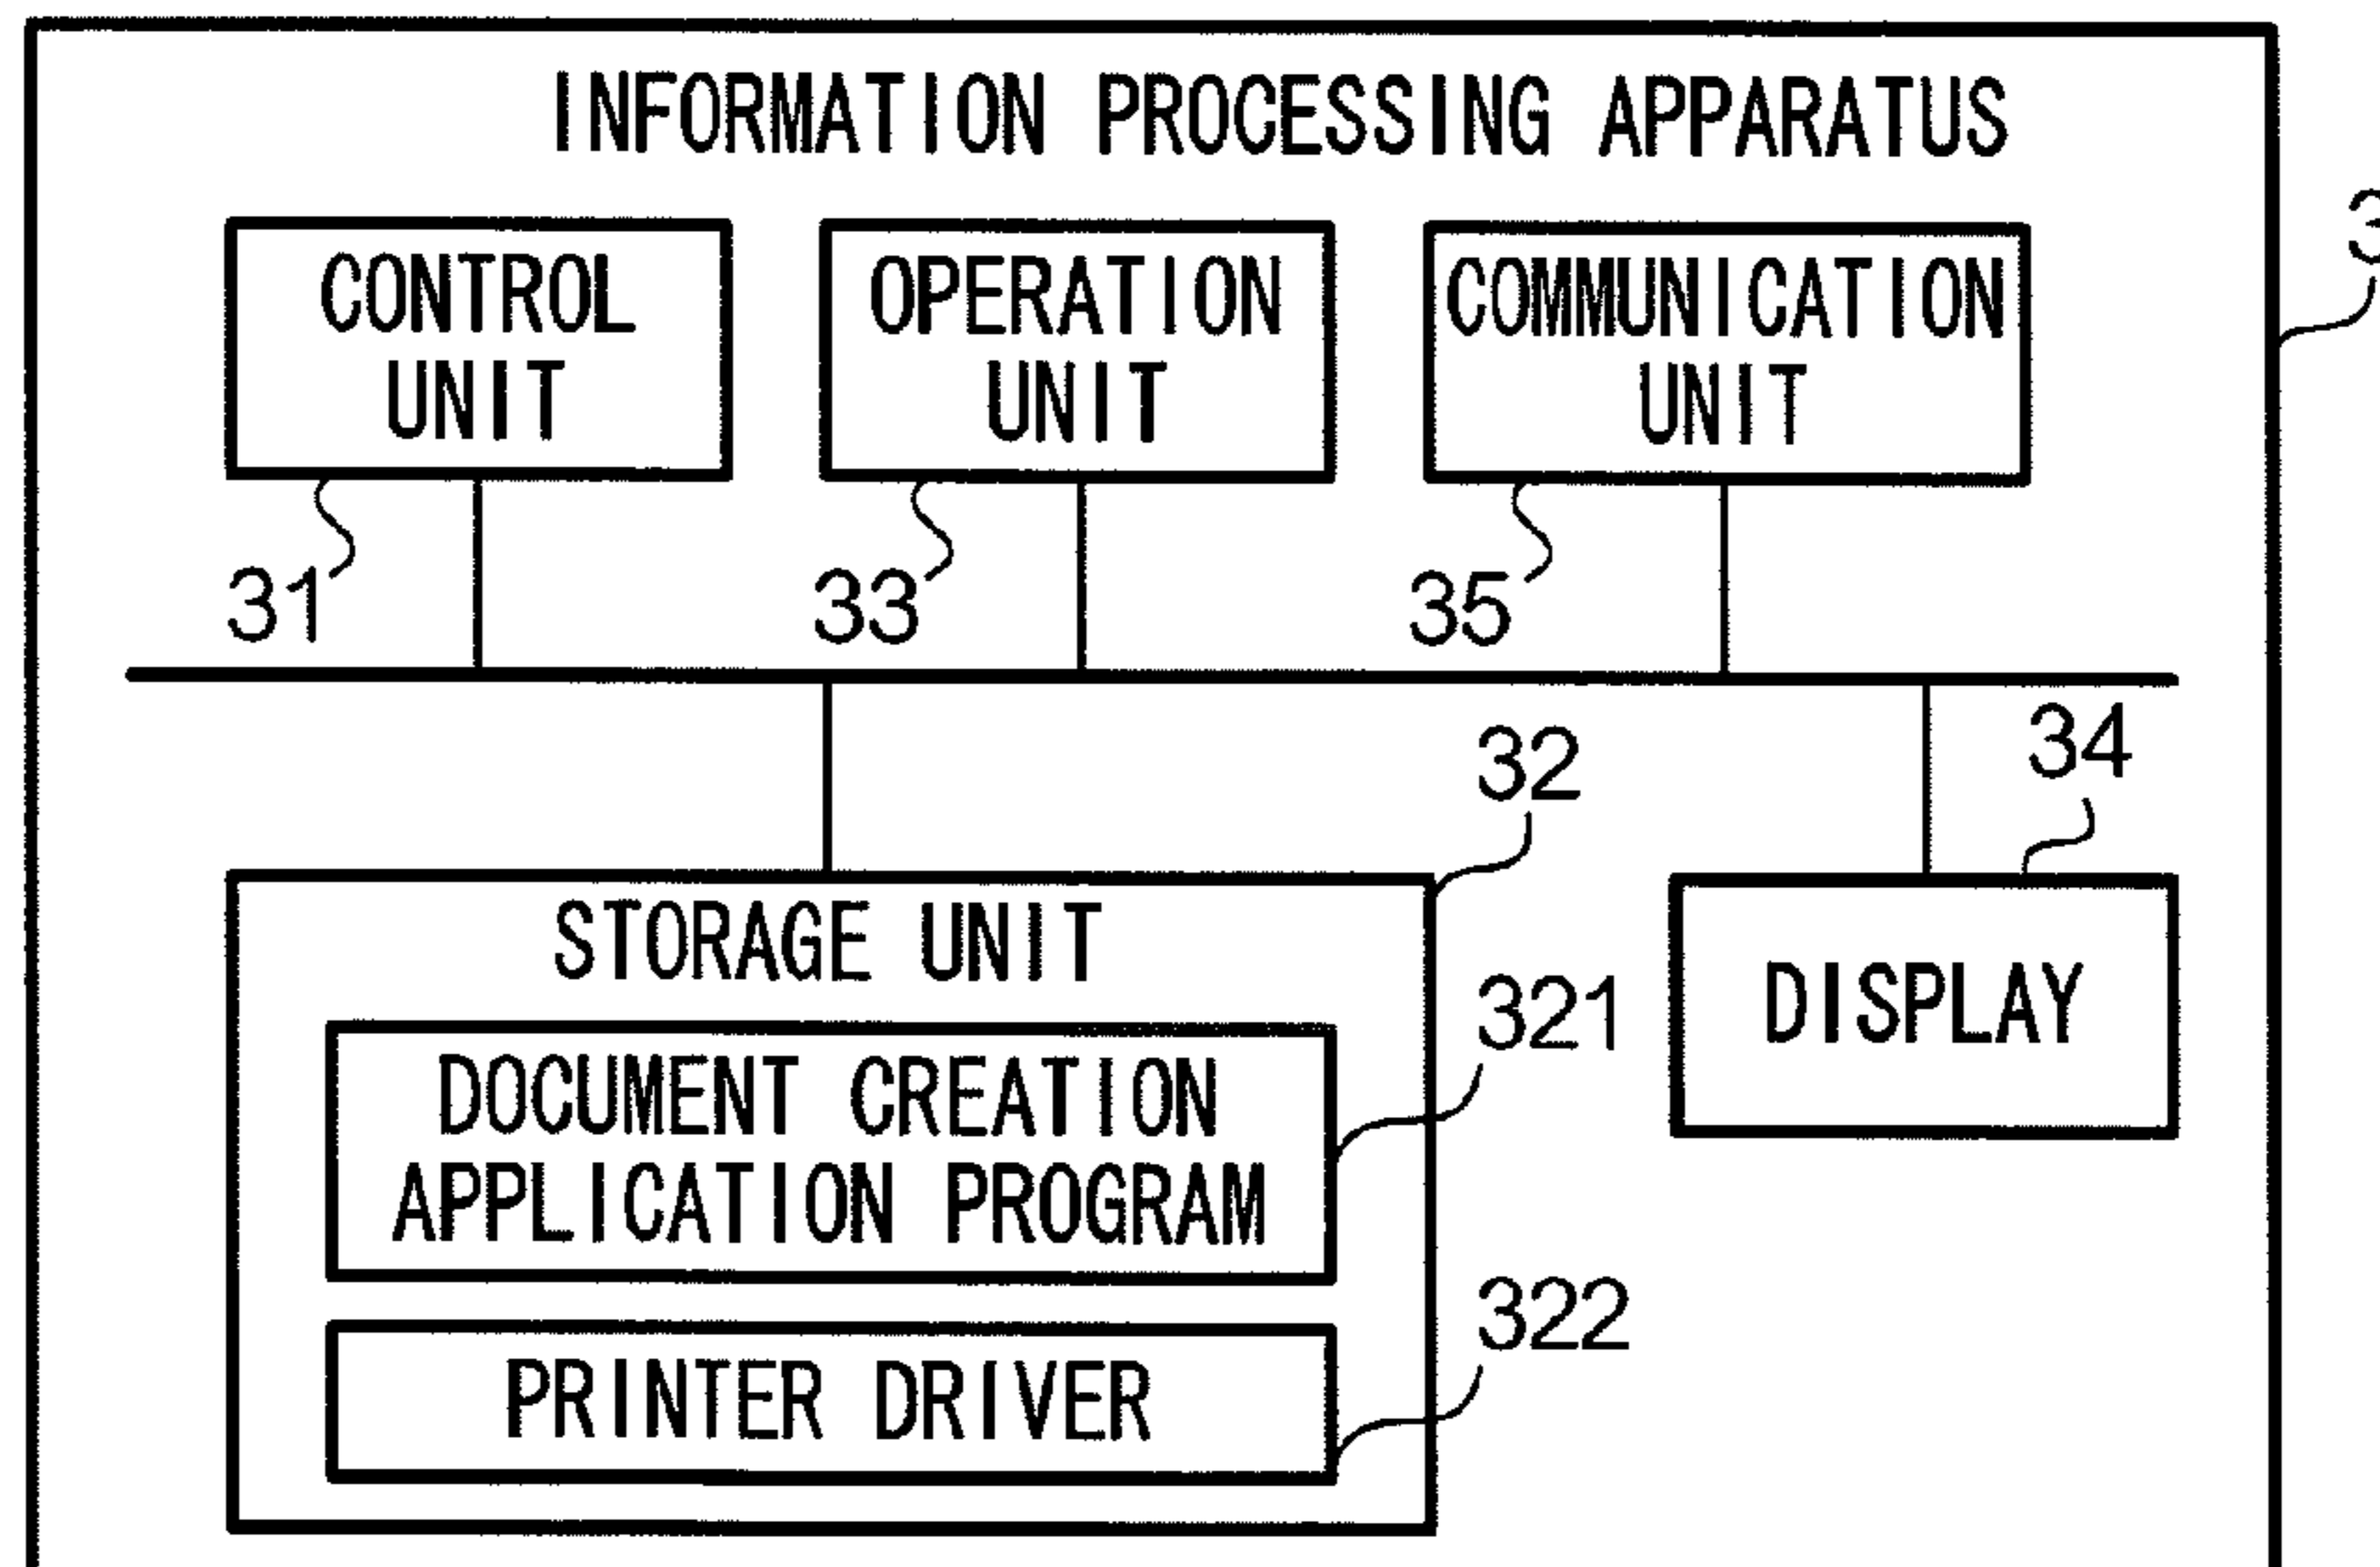 INFORMATION PROCESSING APPARATUS
3
CONTROL
UNIT
OPERATION
UNIT
COMMUNICATION
UNIT
31
33
35
32
34
STORAGE UNIT
321
DISPLAY
DOCUMENT CREATION
APPLICATION PROGRAM
322
PRINTER DRIVER